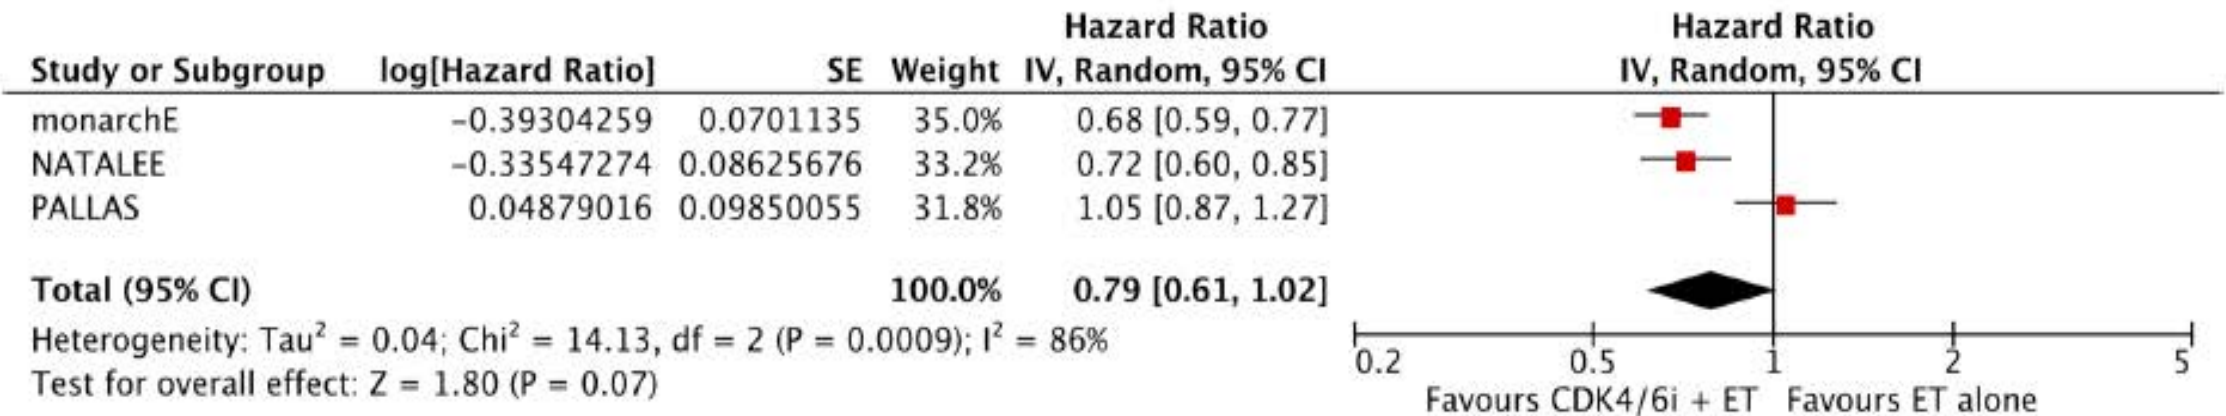 Hazard Ratio Hazard Ratio
Study or Subgroup log[Hazard Ratio] SE Weight IV, Random, 95% CI IV, Random, 95% CI
monarchE −0.39304259 0.0701135 35.0% 0.68 [0.59, 0.77]
NATALEE −0.33547274 0.08625676 33.2% 0.72 [0.60, 0.85]
PALLAS 0.04879016 0.09850055 31.8% 1.05 [0.87, 1.27]
Total (95% CI) 100.0% 0.79 [0.61, 1.02]
Heterogeneity: Tau² = 0.04; Chi² = 14.13, df = 2 (P = 0.0009); I² = 86%
0.2 0.5 1 2 5
Test for overall effect: Z = 1.80 (P = 0.07)
Favours CDK4/6i + ET Favours ET alone